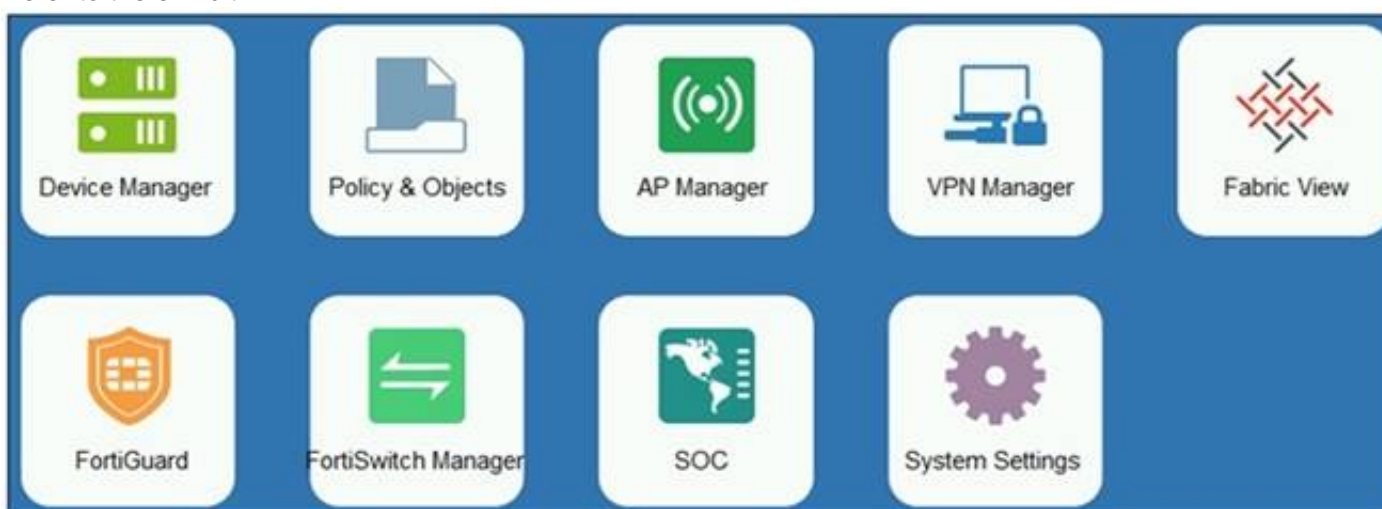 Device Manager
Policy & Objects
AP Manager
VPN Manager
Fabric View
FortiGuard
FortiSwitch Manager
SOC
System Settings